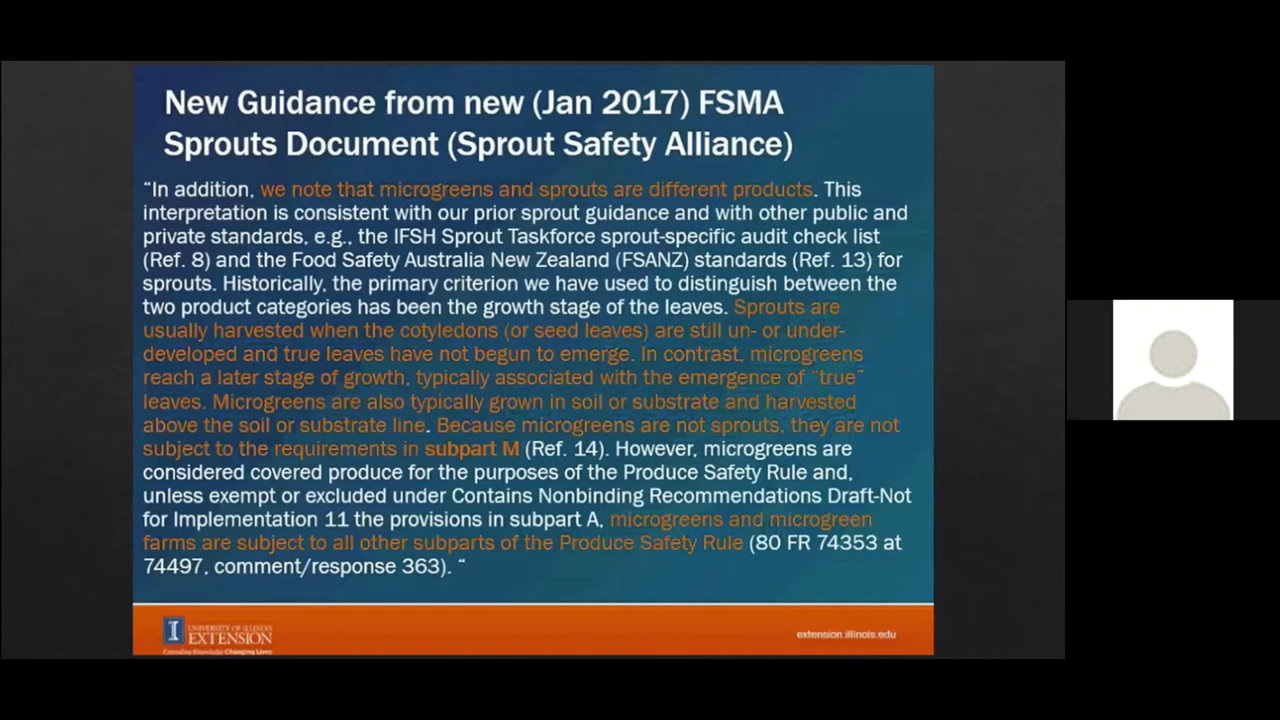 New Guidance from new (Jan 2017) FSMA
Sprouts Document (Sprout Safety Alliance)
“In addition, we note that microgreens and sprouts are different products. This
interpretation is consistent with our prior sprout guidance and with other public and
private standards, e.g., the IFSH Sprout Taskforce sprout-specific audit check list
(Ref. 8) and the Food Safety Australia New Zealand (FSANZ) standards (Ref. 13) for
sprouts. Historically, the primary criterion we have used to distinguish between the
two product categories has been the growth stage of the leaves. Sprouts are
usually harvested when the cotyledons (or seed leaves) are still un- or under-
developed and true leaves have not begun to emerge. In contrast, microgreens
reach a later stage of growth, typically associated with the emergence of “true”
leaves. Microgreens are also typically grown in soil or substrate and harvested
above the soil or substrate line. Because microgreens are not sprouts, they are not
subject to the requirements in subpart M (Ref. 14). However, microgreens are
considered covered produce for the purposes of the Produce Safety Rule and,
unless exempt or excluded under Contains Nonbinding Recommendations Draft-Not
for Implementation 11 the provisions in subpart A, microgreens and microgreen
farms are subject to all other subparts of the Produce Safety Rule (80 FR 74353 at
74497, comment/response 363). “
I UNIVERSITY OF ILLINOIS
EXTENSION
Extending Knowledge Changing Lives
extension.illinois.edu